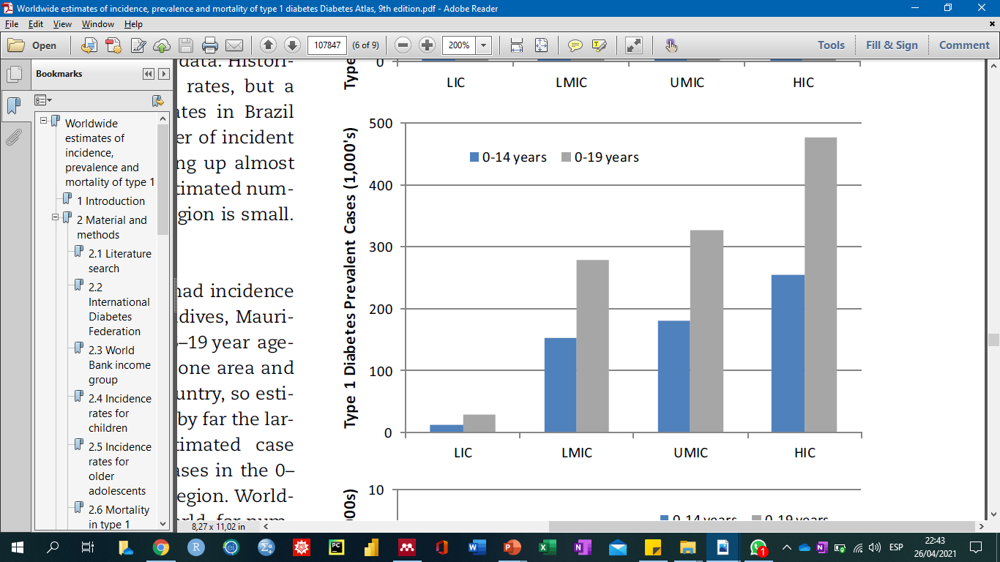 Worldwide estimates of incidence, prevalence and mortality of type 1 diabetes Diabetes Atlas, 9th edition.pdf - Adobe Reader
File Edit View Window Help
Open 107847 (6 of 9) 200% Tools Fill & Sign Comment
Bookmarks
Worldwide
estimates of
incidence,
prevalence and
mortality of type 1
1 Introduction
2 Material and
methods
2.1 Literature
search
2.2
International
Diabetes
Federation
2.3 World
Bank income
group
2.4 Incidence
rates for
children
2.5 Incidence
rates for
older
adolescents
2.6 Mortality
in type 1
data. Histori-
rates, but a
ates in Brazil
er of incident
ng up almost
timated num-
gion is small.
had incidence
dives, Mauri-
–19 year age-
one area and
untry, so esti-
by far the lar-
timated case
ases in the 0–
egion. World-
Type
0
LIC LMIC UMIC HIC
Type 1 Diabetes Prevalent Cases (1,000's)
500
400
300
200
100
0
0-14 years 0-19 years
LIC LMIC UMIC HIC
000s)
10
0-14 years 0-19 years
8,27 x 11,02 in
ESP
22:43
26/04/2021
1